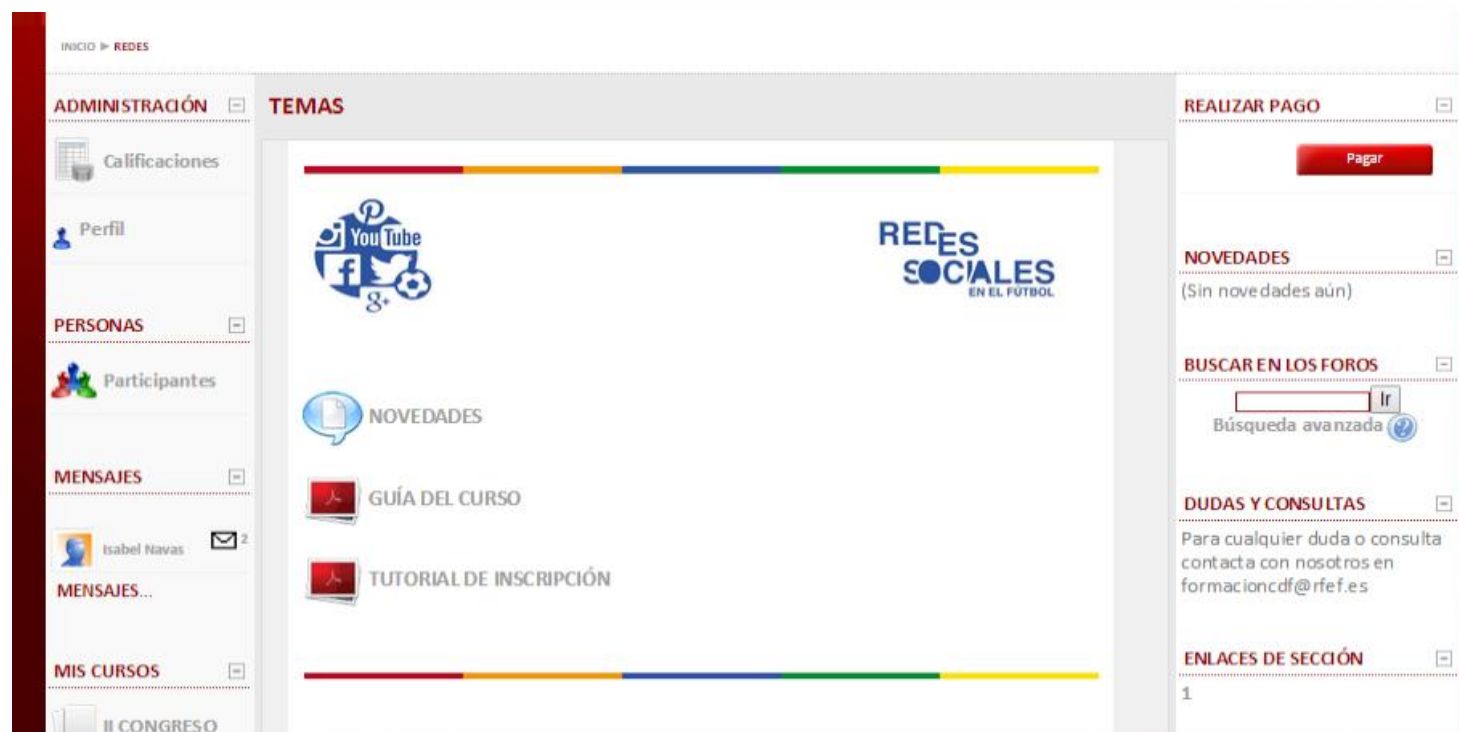 INICIO ► REDES
ADMINISTRACIÓN
Calificaciones
Perfil
PERSONAS
Participantes
MENSAJES
Isabel Navas 2
MENSAJES...
MIS CURSOS
II CONGRESO
TEMAS
You Tube
f
g+
REDES
SOCIALES
EN EL FÚTBOL
NOVEDADES
GUÍA DEL CURSO
TUTORIAL DE INSCRIPCIÓN
REALIZAR PAGO
Pagar
NOVEDADES
(Sin novedades aún)
BUSCAR EN LOS FOROS
Ir
Búsqueda avanzada ?
DUDAS Y CONSULTAS
Para cualquier duda o consulta
contacta con nosotros en
formacioncdf@rfef.es
ENLACES DE SECCIÓN
1